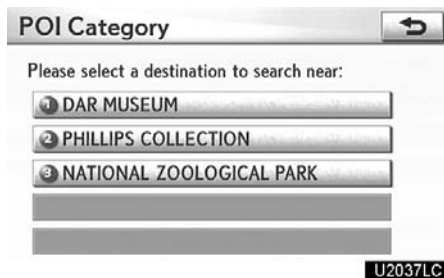 POI Category
Please select a destination to search near:
1 DAR MUSEUM
2 PHILLIPS COLLECTION
3 NATIONAL ZOOLOGICAL PARK
U2037LC